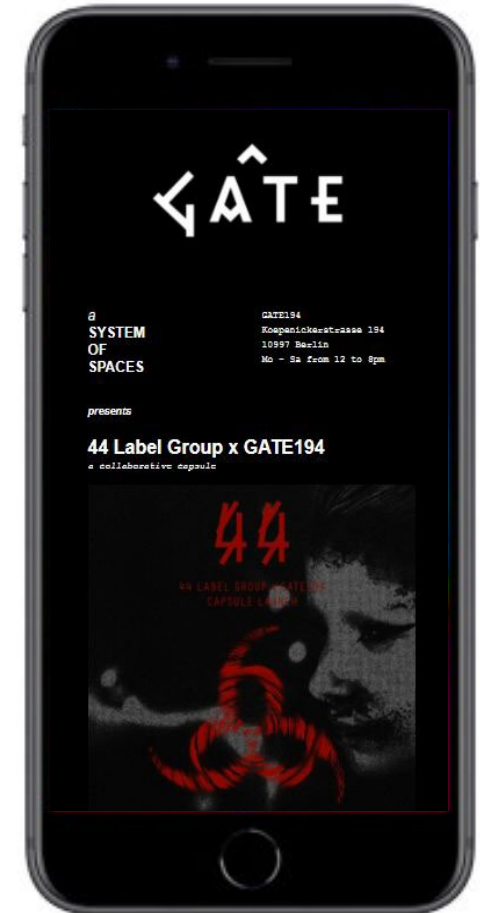 GÂTE
a
SYSTEM
OF
SPACES
GATE194
Koepenickerstrasse 194
10997 Berlin
Mo - Sa from 12 to 8pm
presents
44 Label Group x GATE194
a collaborative capsule
44
44 LABEL GROUP X GATE194
CAPSULE LAUNCH